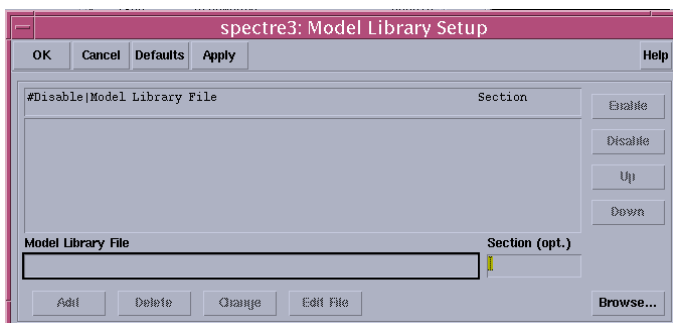 spectre3: Model Library Setup
OK Cancel Defaults Apply Help
#Disable|Model Library File Section
Enable
Disable
Up
Down
Model Library File Section (opt.)
Add Delete Change Edit File Browse...